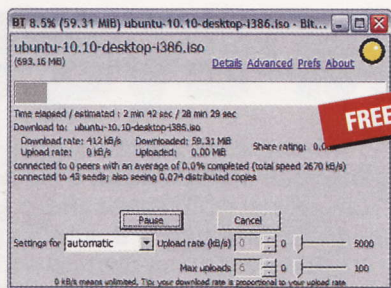 BT 8.5% (59.31 MiB) ubuntu-10.10-desktop-i386.iso - Bit...
ubuntu-10.10-desktop-i386.iso
(693.16 MiB)
Details Advanced Prefs About
Time elapsed / estimated : 2 min 42 sec / 28 min 29 sec
Download to: ubuntu-10.10-desktop-i386.iso
Download rate: 412 kB/s Downloaded: 59.31 MiB
Upload rate: 0 kB/s Uploaded: 0.00 MiB Share rating:
FREE
connected to 0 peers with an average of 0.0% completed (total speed 2670 kB/s)
connected to 43 seeds; also seeing 0.074 distributed copies
Pause Cancel
Settings for automatic Upload rate (kB/s) 0 0 5000
Max uploads 6 0 100
0 kB/s means unlimited. Tip: your download rate is proportional to your upload rate